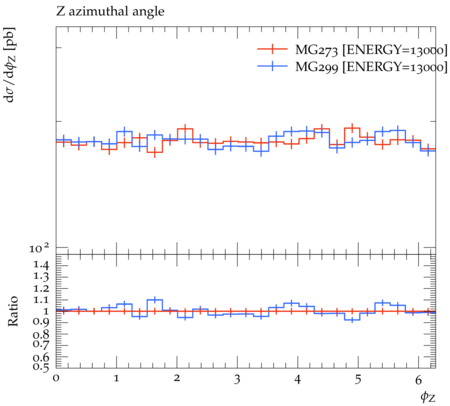 Z azimuthal angle
dσ/dϕZ [pb]
MG273 [ENERGY=13000]
MG299 [ENERGY=13000]
10²
Ratio
1.4
1.3
1.2
1.1
1
0.9
0.8
0.7
0.6
0.5
0 1 2 3 4 5 6
ϕZ